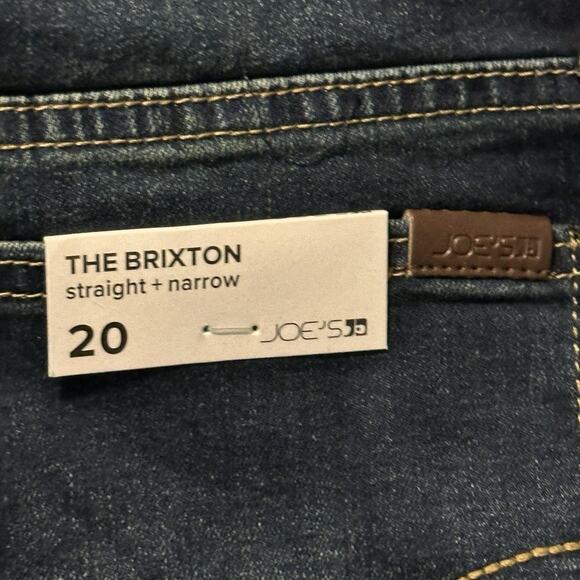 THE BRIXTON
straight + narrow
20
JOE'S
JOE'S